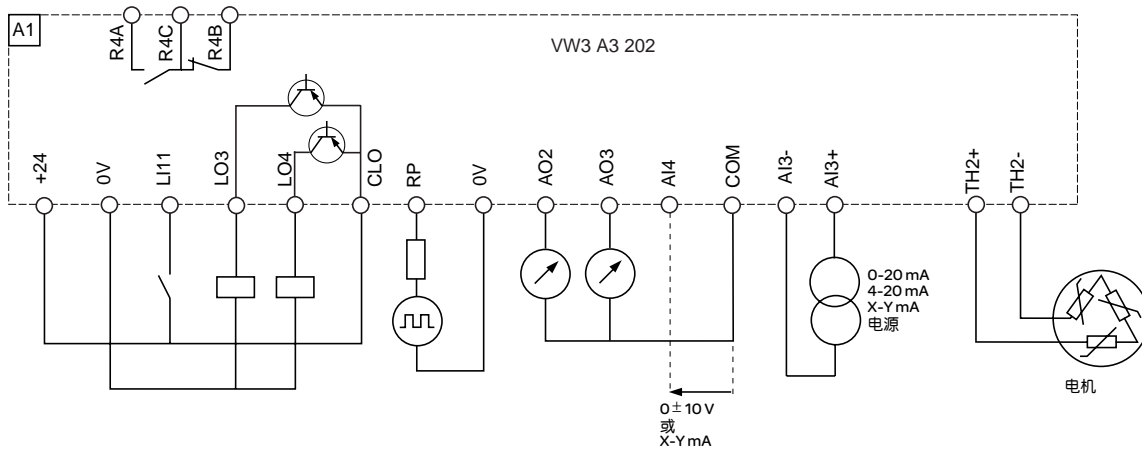 A1
R4A
R4C
R4B
VW3 A3 202
+24
0V
LI11
LO3
LO4
CLO
RP
0V
AO2
AO3
AI4
COM
AI3-
AI3+
TH2+
TH2-
0-20 mA
4-20 mA
X-Y mA
电源
电机
0±10 V
或
X-Y mA